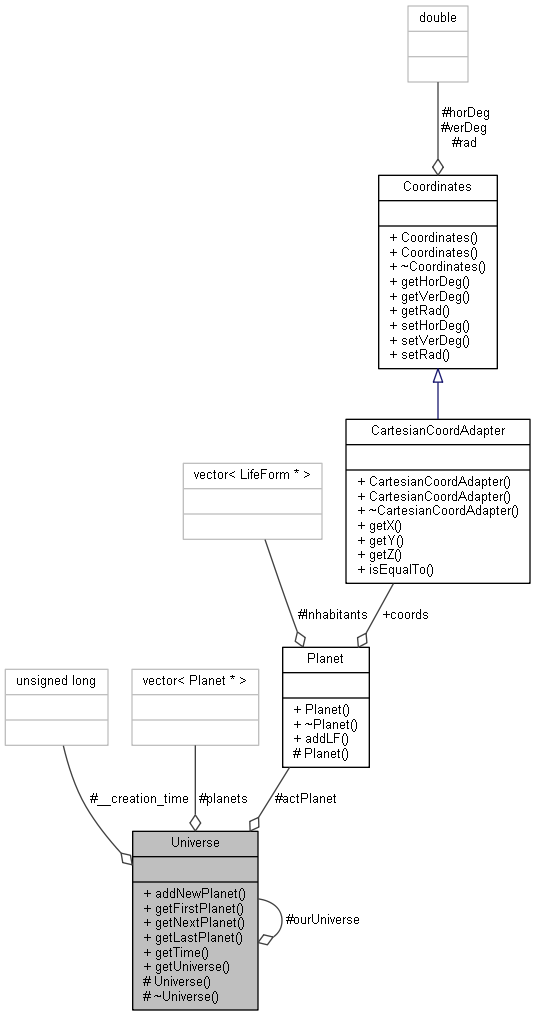 double
#horDeg
#verDeg
#rad
Coordinates
+ Coordinates()
+ Coordinates()
+ ~Coordinates()
+ getHorDeg()
+ getVerDeg()
+ getRad()
+ setHorDeg()
+ setVerDeg()
+ setRad()
CartesianCoordAdapter
+ CartesianCoordAdapter()
+ CartesianCoordAdapter()
+ ~CartesianCoordAdapter()
+ getX()
+ getY()
+ getZ()
+ isEqualTo()
vector< LifeForm * >
#Inhabitants
+coords
Planet
+ Planet()
+ ~Planet()
+ addLF()
# Planet()
unsigned long
vector< Planet * >
#__creation_time
#planets
#actPlanet
Universe
+ addNewPlanet()
+ getFirstPlanet()
+ getNextPlanet()
+ getLastPlanet()
+ getTime()
+ getUniverse()
# Universe()
# ~Universe()
#ourUniverse